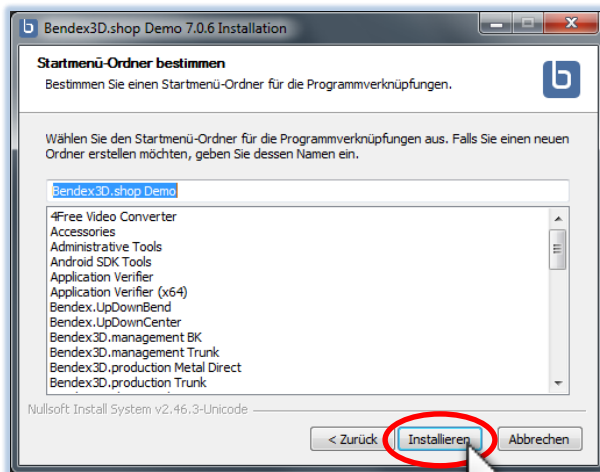 b Bendex3D.shop Demo 7.0.6 Installation
Startmenü-Ordner bestimmen
Bestimmen Sie einen Startmenü-Ordner für die Programmverknüpfungen.
b
Wählen Sie den Startmenü-Ordner für die Programmverknüpfungen aus. Falls Sie einen neuen
Ordner erstellen möchten, geben Sie dessen Namen ein.
Bendex3D.shop Demo
4Free Video Converter
Accessories
Administrative Tools
Android SDK Tools
Application Verifier
Application Verifier (x64)
Bendex.UpDownBend
Bendex.UpDownCenter
Bendex3D.management BK
Bendex3D.management Trunk
Bendex3D.production Metal Direct
Bendex3D.production Trunk
Nullsoft Install System v2.46.3-Unicode
< Zurück Installieren Abbrechen